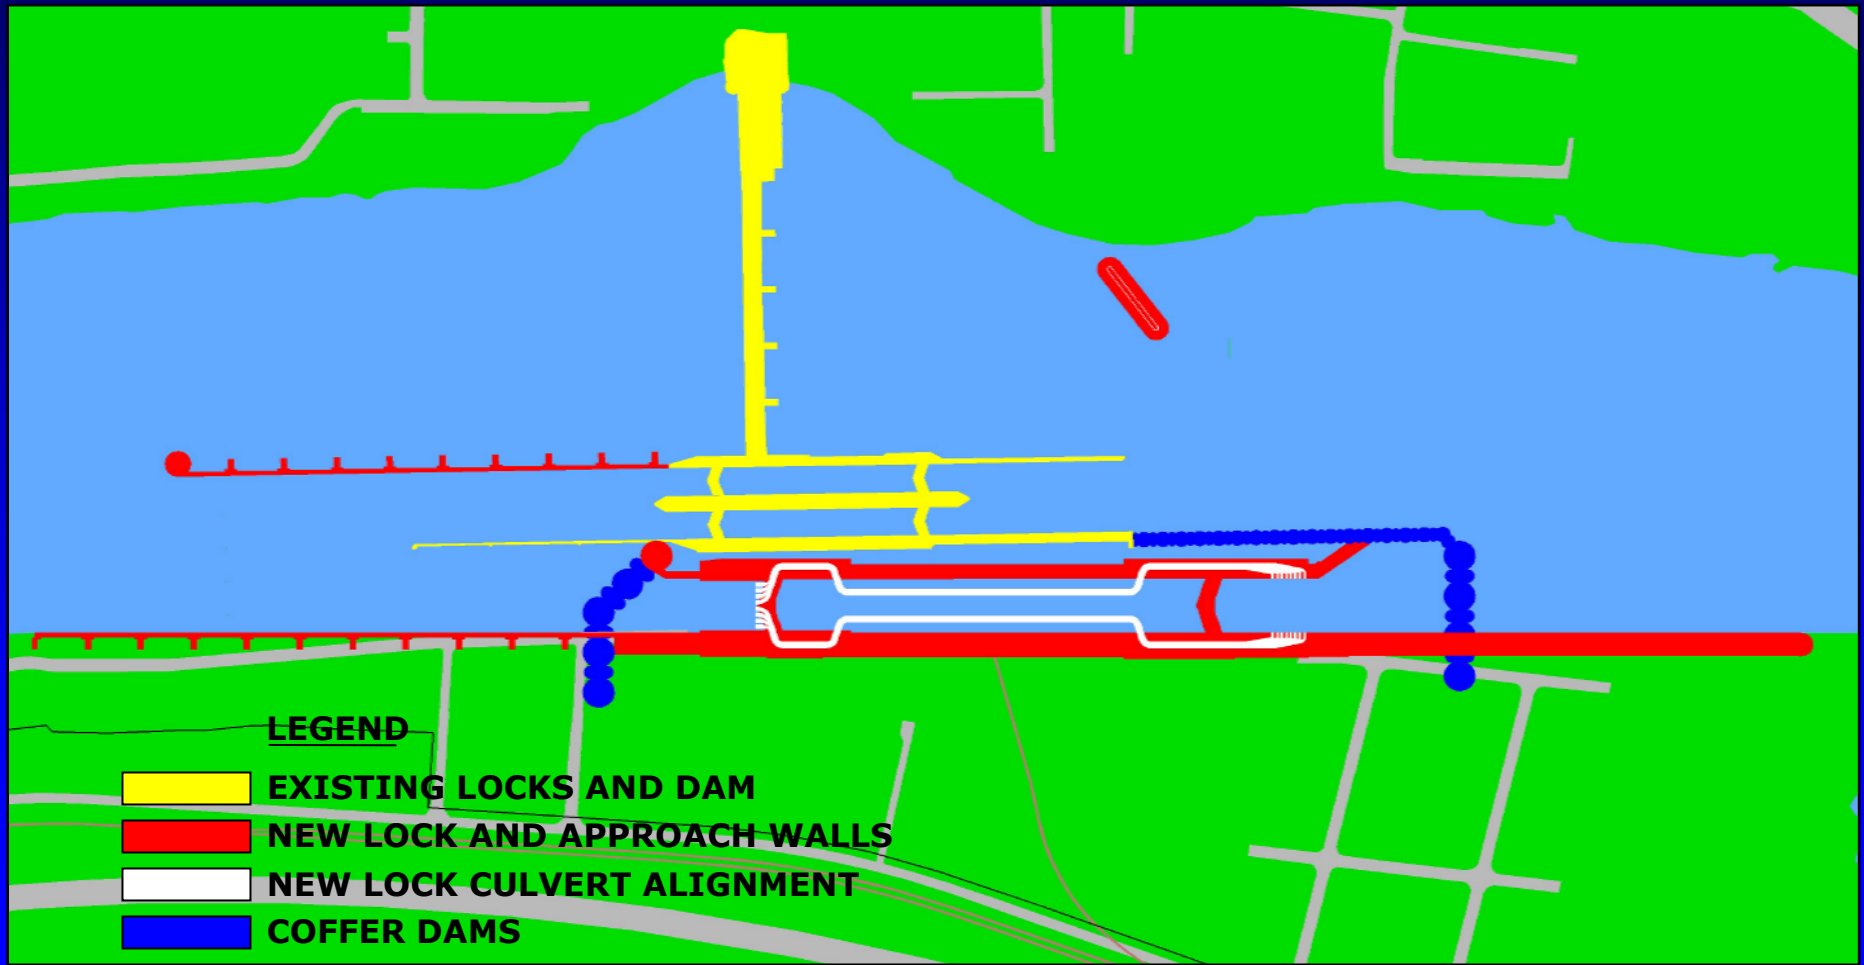 LEGEND
EXISTING LOCKS AND DAM
NEW LOCK AND APPROACH WALLS
NEW LOCK CULVERT ALIGNMENT
COFFER DAMS